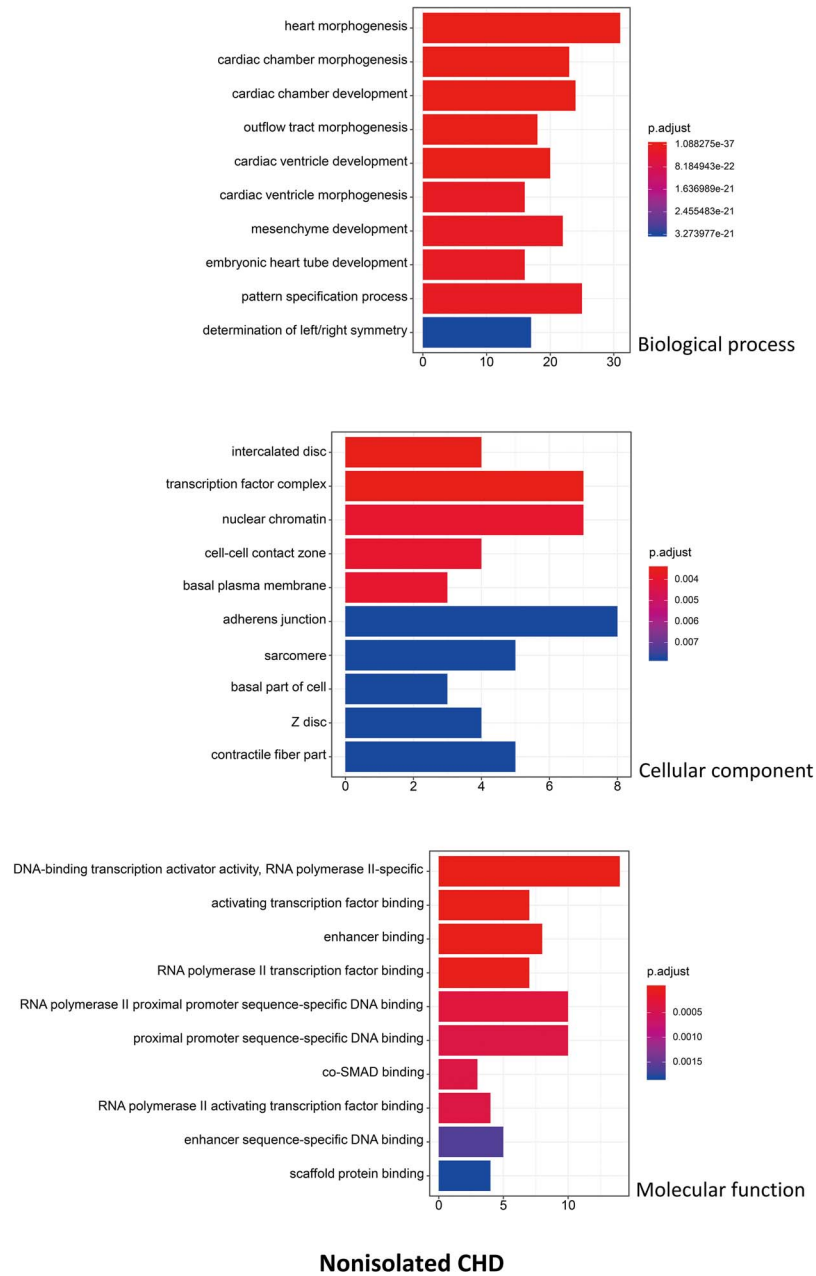 heart morphogenesis
cardiac chamber morphogenesis
cardiac chamber development
outflow tract morphogenesis
cardiac ventricle development
cardiac ventricle morphogenesis
mesenchyme development
embryonic heart tube development
pattern specification process
determination of left/right symmetry
0 10 20 30
p.adjust
1.088275e-37
8.184943e-22
1.636989e-21
2.455483e-21
3.273977e-21
Biological process
intercalated disc
transcription factor complex
nuclear chromatin
cell-cell contact zone
basal plasma membrane
adherens junction
sarcomere
basal part of cell
Z disc
contractile fiber part
0 2 4 6 8
p.adjust
0.004
0.005
0.006
0.007
Cellular component
DNA-binding transcription activator activity, RNA polymerase II-specific
activating transcription factor binding
enhancer binding
RNA polymerase II transcription factor binding
RNA polymerase II proximal promoter sequence-specific DNA binding
proximal promoter sequence-specific DNA binding
co-SMAD binding
RNA polymerase II activating transcription factor binding
enhancer sequence-specific DNA binding
scaffold protein binding
0 5 10
p.adjust
0.0005
0.0010
0.0015
Molecular function
Nonisolated CHD